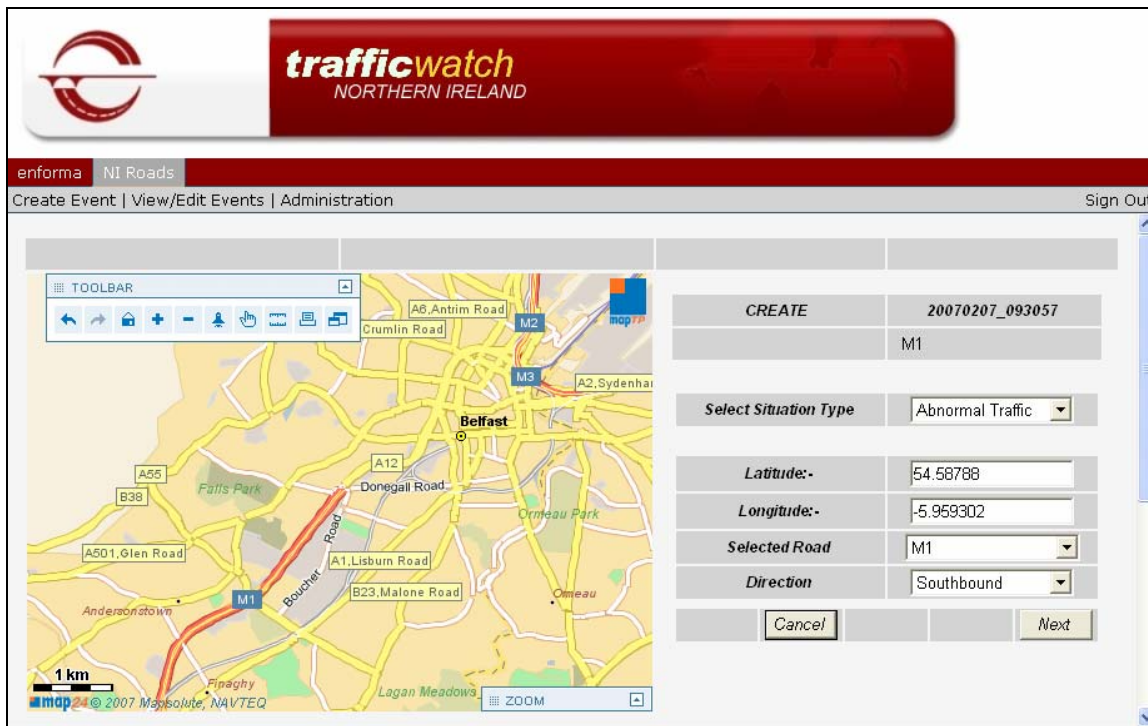 trafficwatch
NORTHERN IRELAND
enforma NI Roads
Create Event | View/Edit Events | Administration Sign Out
TOOLBAR
A6,Antrim Road
Crumlin Road
M2
M3
A2,Sydenha
Belfast
A12
A55
B38
Falls Park
Donegall Road
Ormeau Park
A501,Glen Road
Boucher Road
A1,Lisburn Road
B23,Malone Road
M1
Andersonstown
Ormeau
1 km
Finaghy
Lagan Meadows
map24 © 2007 Mapsolute, NAVTEQ
ZOOM
CREATE 20070207_093057
M1
Select Situation Type Abnormal Traffic
Latitude:- 54.58788
Longitude:- -5.959302
Selected Road M1
Direction Southbound
Cancel Next